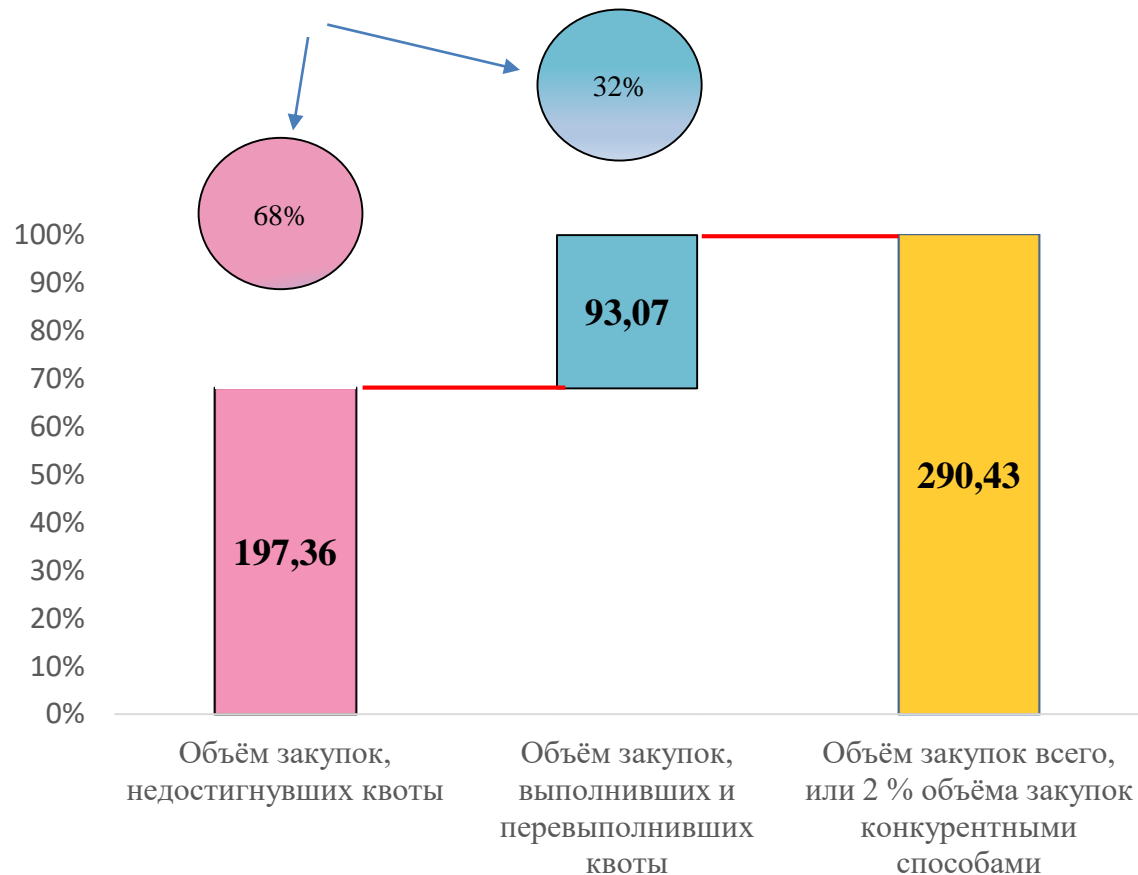 32%
68%
100%
90%
80%
70%
60%
50%
40%
30%
20%
10%
0%
93,07
290,43
197,36
Объём закупок,
недостигнувших квоты
Объём закупок,
выполнивших и
перевыполнивших
квоты
Объём закупок всего,
или 2 % объёма закупок
конкурентными
способами